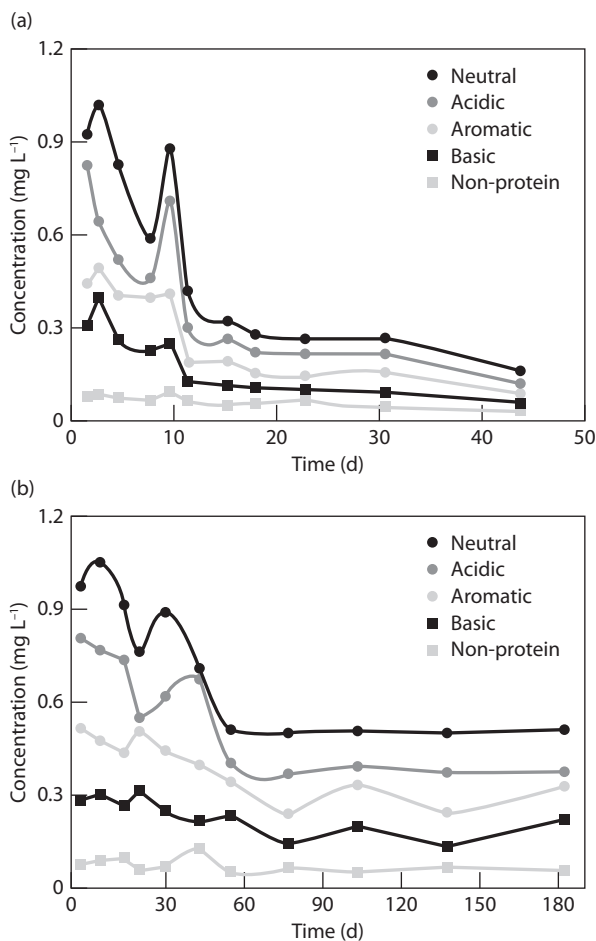 (a)
1.2
0.9
0.6
0.3
0
Concentration (mg L⁻¹)
Neutral
Acidic
Aromatic
Basic
Non-protein
0 10 20 30 40 50
Time (d)
(b)
1.2
0.9
0.6
0.3
0
Concentration (mg L⁻¹)
Neutral
Acidic
Aromatic
Basic
Non-protein
0 30 60 90 120 150 180
Time (d)